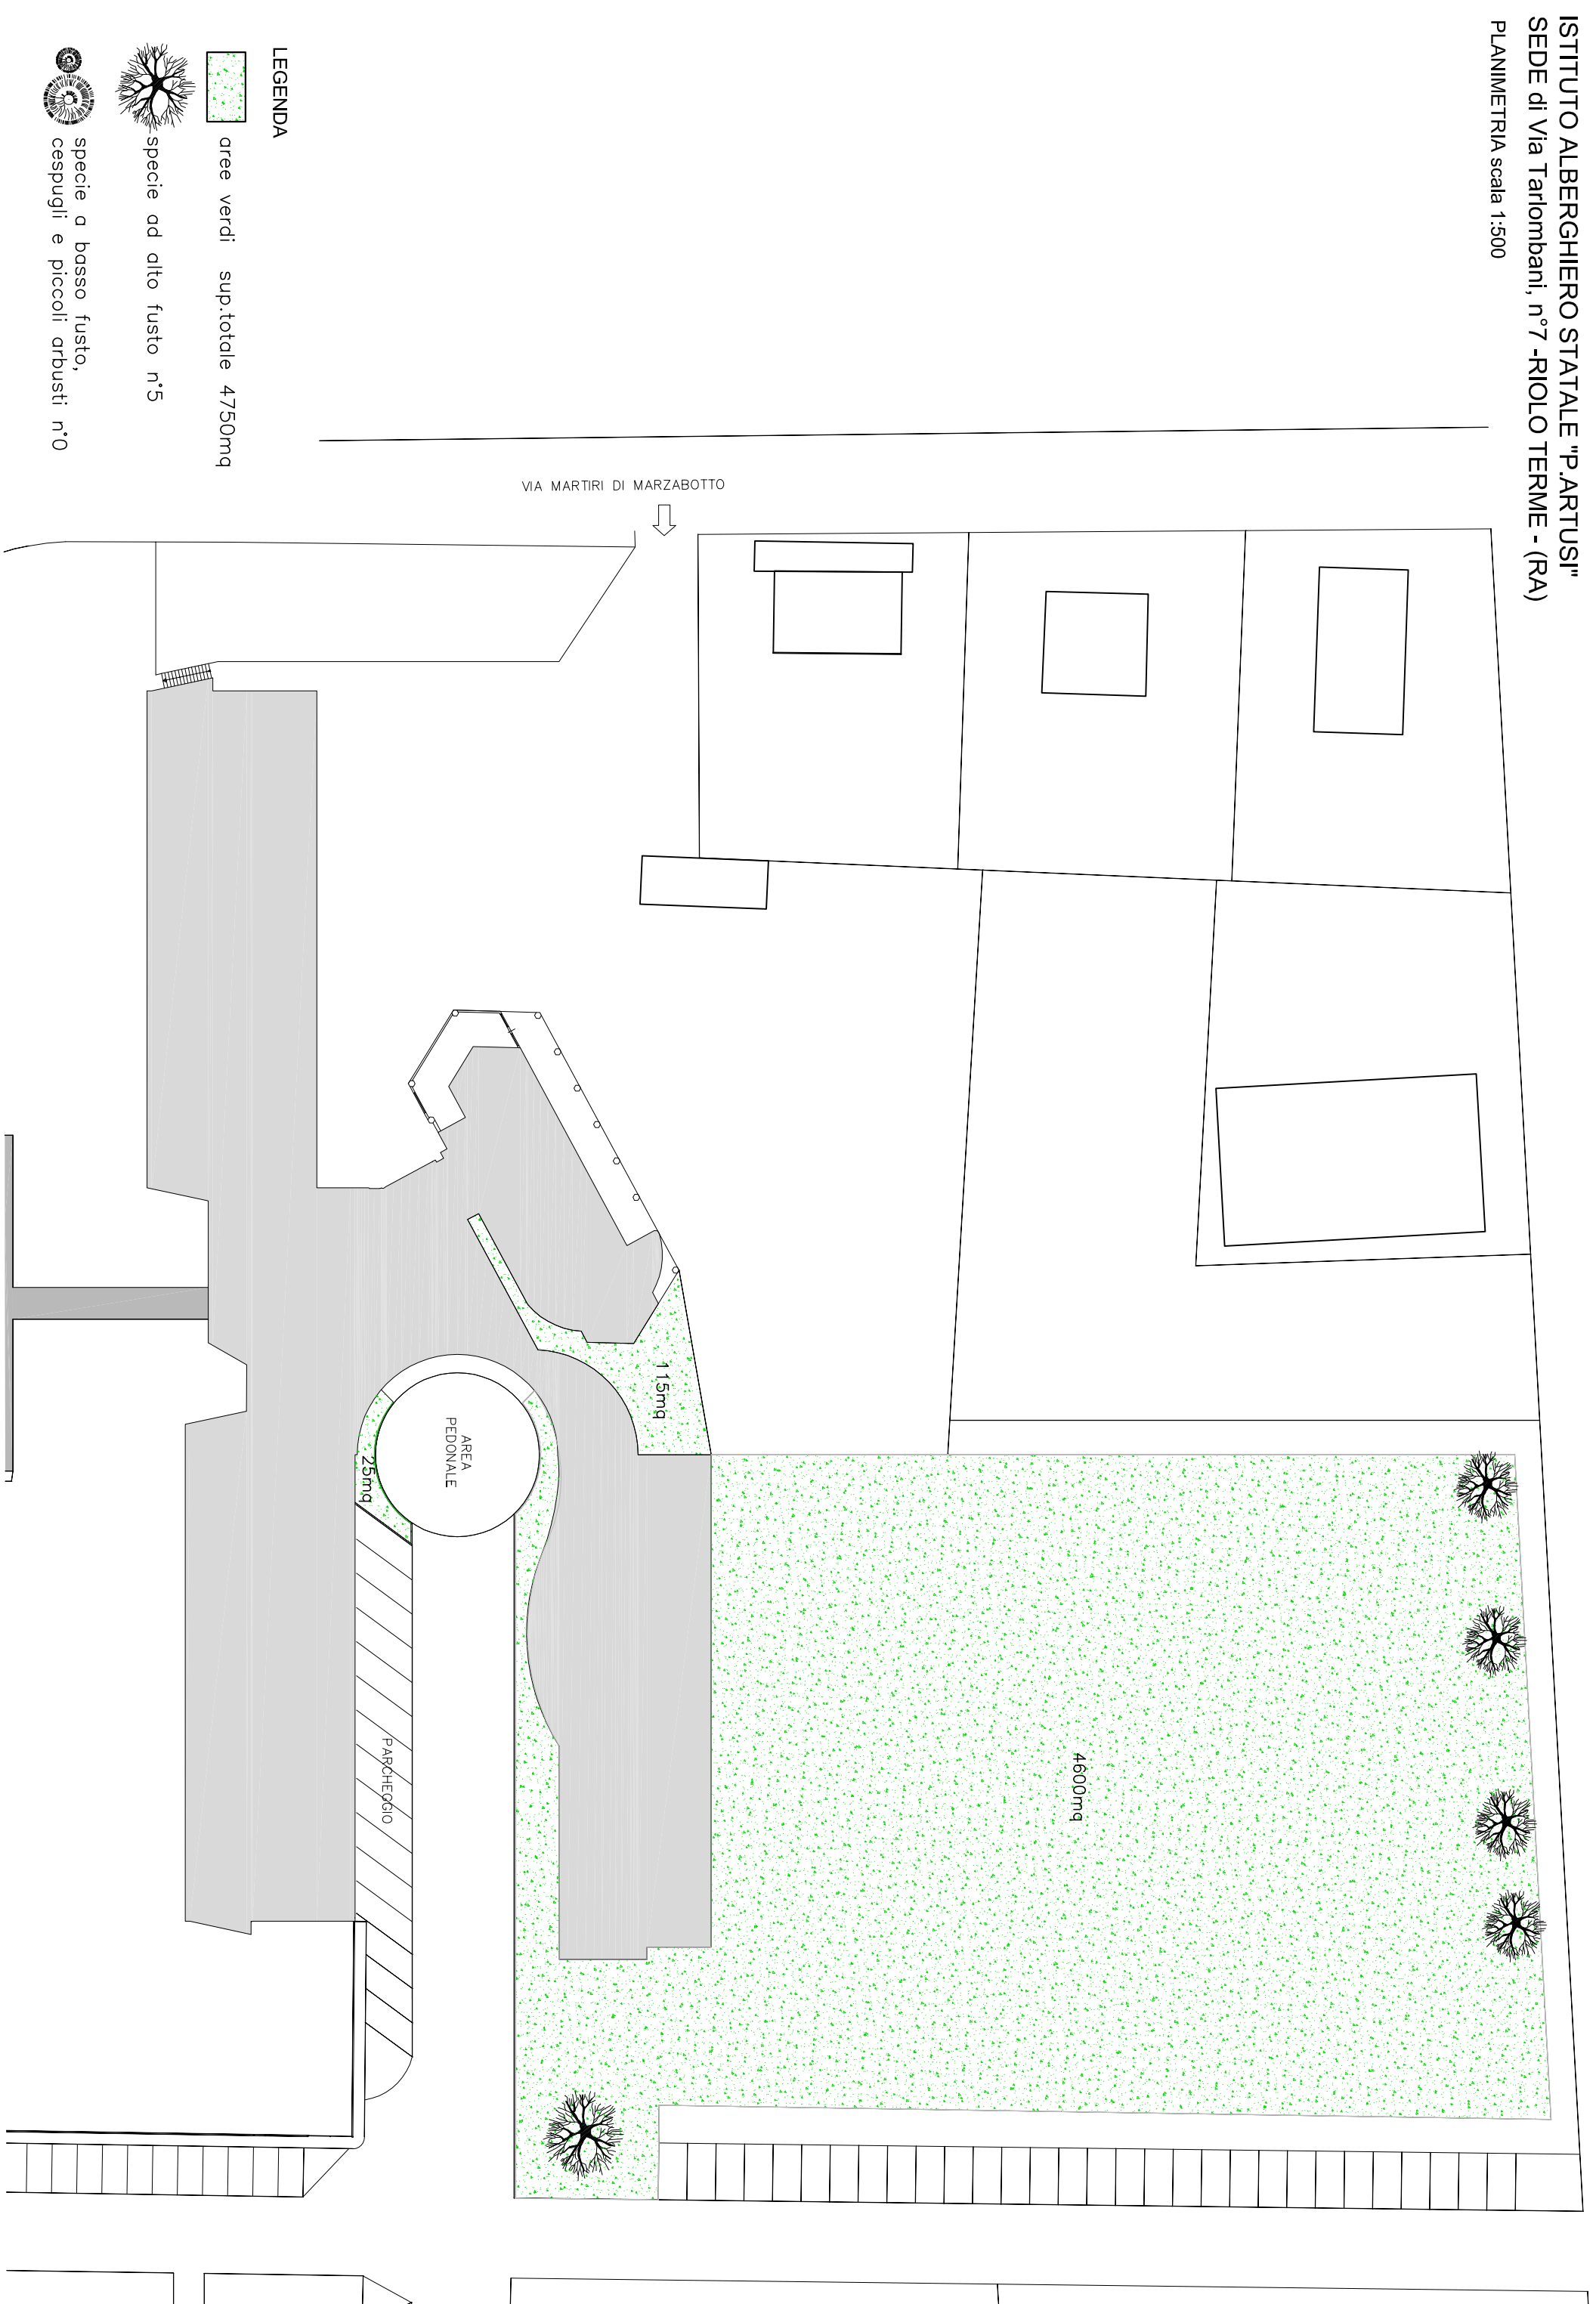 ISTITUTO ALBERGHIERO STATALE "P.ARTUSI"
SEDE di Via Tarlombani, n°7 -RIOLO TERME - (RA)
PLANIMETRIA scala 1:500
LEGENDA
aree verdi sup.totale 4750mq
specie ad alto fusto n°5
specie a basso fusto,
cespugli e piccoli arbusti n°0
VIA MARTIRI DI MARZABOTTO
115mq
AREA
PEDONALE
25mq
4600mq
PARCHEGGIO